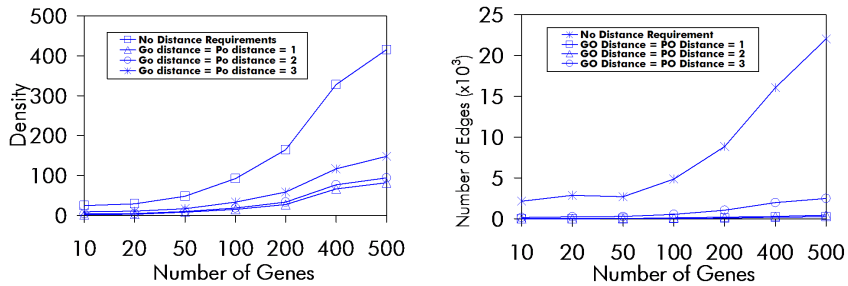 500
400
300
200
100
0
Density
No Distance Requirements
Go distance = Po distance = 1
Go distance = Po distance = 2
Go distance = Po distance = 3
10 20 50 100 200 400 500
Number of Genes
25
20
15
10
5
0
Number of Edges (x10³)
No Distance Requirement
GO Distance = PO Distance = 1
GO Distance = PO Distance = 2
GO Distance = PO Distance = 3
10 20 50 100 200 400 500
Number of Genes